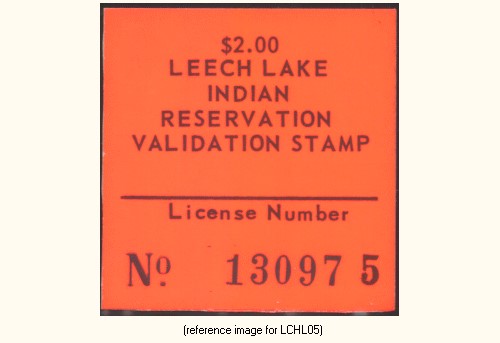 $2.00
LEECH LAKE
INDIAN
RESERVATION
VALIDATION STAMP
License Number
No. 13097 5
(reference image for LCHL05)